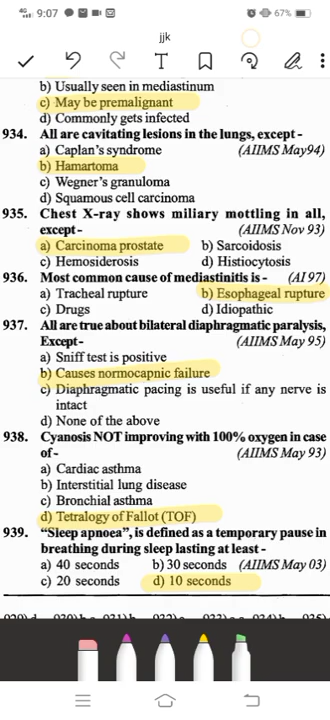 4G 9:07 67%
jjk
T
b) Usually seen in mediastinum
c) May be premalignant
d) Commonly gets infected
934. All are cavitating lesions in the lungs, except -
a) Caplan's syndrome (AIIMS May94)
b) Hamartoma
c) Wegner's granuloma
d) Squamous cell carcinoma
935. Chest X-ray shows miliary mottling in all,
except - (AIIMS Nov 93)
a) Carcinoma prostate b) Sarcoidosis
c) Hemosiderosis d) Histiocytosis
936. Most common cause of mediastinitis is - (AI 97)
a) Tracheal rupture b) Esophageal rupture
c) Drugs d) Idiopathic
937. All are true about bilateral diaphragmatic paralysis,
Except- (AIIMS May 95)
a) Sniff test is positive
b) Causes normocapnic failure
c) Diaphragmatic pacing is useful if any nerve is
intact
d) None of the above
938. Cyanosis NOT improving with 100% oxygen in case
of - (AIIMS May 93)
a) Cardiac asthma
b) Interstitial lung disease
c) Bronchial asthma
d) Tetralogy of Fallot (TOF)
939. “Sleep apnoea”, is defined as a temporary pause in
breathing during sleep lasting at least -
a) 40 seconds b) 30 seconds (AIIMS May 03)
c) 20 seconds d) 10 seconds